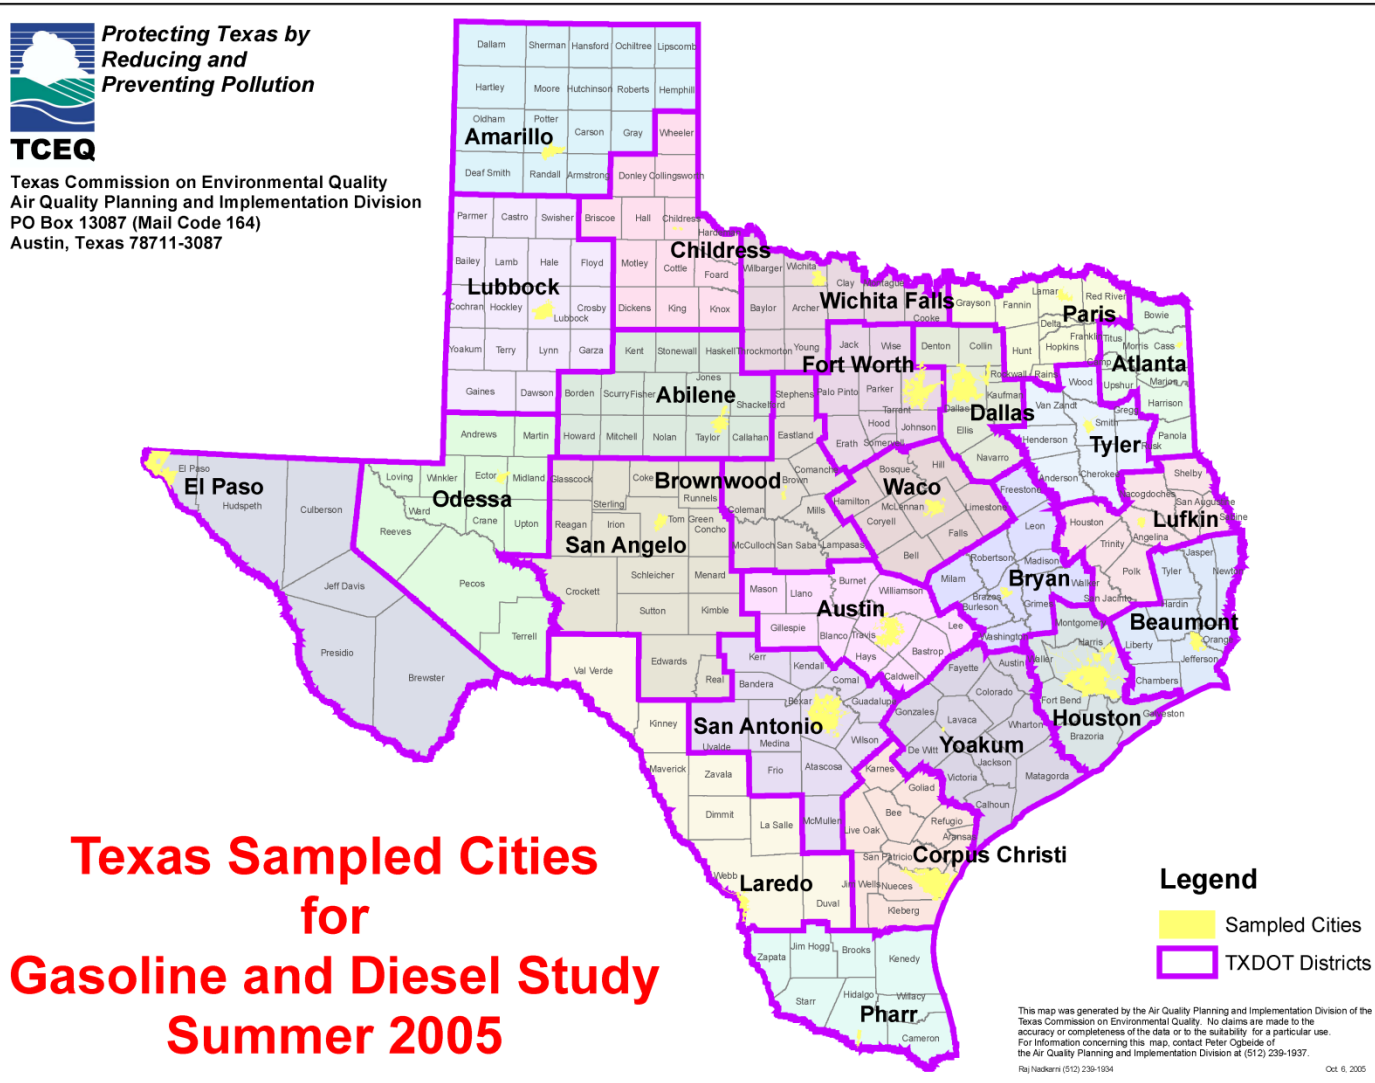 Protecting Texas by
Reducing and
Preventing Pollution
TCEQ
Texas Commission on Environmental Quality
Air Quality Planning and Implementation Division
PO Box 13087 (Mail Code 164)
Austin, Texas 78711-3087
Dallam Sherman Hansford Ochiltree Lipscomb
Hartley Moore Hutchinson Roberts Hemphill
Oldham Potter Carson Gray Wheeler
Amarillo
Deaf Smith Randall Armstrong Donley Collingsworth
Parmer Castro Swisher Briscoe Hall Childress
Childress
Bailey Lamb Hale Floyd Motley Cottle Foard Wilbarger Wichita Clay
Lubbock
Wichita Falls
Cochran Hockley Lubbock Crosby Dickens King Knox Baylor Archer Cooke Grayson Fannin Lamar Red River Bowie
Paris
Delta Franklin Titus Morris Cass
Yoakum Terry Lynn Garza Kent Stonewall Haskell Throckmorton Young Jack Wise Denton Collin Hunt Hopkins
Fort Worth
Atlanta
Rockwall Rains Wood Upshur Marion
Gaines Dawson Borden Scurry Fisher Jones Shackelford Stephens Palo Pinto Parker Tarrant Dallas Kaufman Van Zandt Smith Gregg Harrison
Abilene
Dallas
Andrews Martin Howard Mitchell Nolan Taylor Callahan Eastland Erath Hood Somervell Johnson Ellis Navarro Henderson Rusk Panola
Tyler
El Paso Hudspeth Culberson
El Paso
Loving Winkler Ector Midland Glasscock Sterling Coke Runnels Coleman Brown Comanche Hamilton Bosque Hill Freestone Anderson Cherokee Nacogdoches Shelby San Augustine Sabine
Odessa
Brownwood
Waco
Lufkin
Ward Crane Upton Reagan Irion Tom Green Concho Mills McLennan Limestone Leon Houston Angelina
San Angelo
Reeves McCulloch San Saba Lampasas Coryell Bell Falls Robertson Madison Trinity Polk Jasper Newton Tyler
Jeff Davis Pecos Crockett Schleicher Menard Mason Llano Burnet Williamson Milam Brazos Burleson Grimes Walker San Jacinto Hardin
Bryan
Austin
Beaumont
Presidio Brewster Terrell Sutton Kimble Gillespie Blanco Travis Hays Bastrop Lee Washington Montgomery Harris Liberty Orange Jefferson Chambers
Val Verde Edwards Real Kerr Kendall Bandera Comal Caldwell Fayette Austin Waller Fort Bend Galveston
Houston
Brazoria
San Antonio
Yoakum
Kinney Uvalde Medina Bexar Guadalupe Wilson Gonzales Lavaca Colorado Wharton De Witt Jackson Matagorda
Maverick Zavala Frio Atascosa Karnes Goliad Victoria Calhoun
Dimmit La Salle McMullen Live Oak Bee Refugio Aransas
San Patricio
Corpus Christi
Webb Duval Jim Wells Nueces Kleberg
Laredo
Zapata Jim Hogg Brooks Kenedy
Starr Hidalgo Willacy Cameron
Pharr
Texas Sampled Cities
for
Gasoline and Diesel Study
Summer 2005
Legend
Sampled Cities
TXDOT Districts
This map was generated by the Air Quality Planning and Implementation Division of the
Texas Commission on Environmental Quality. No claims are made to the
accuracy or completeness of the data or to the suitability for a particular use.
For Information concerning this map, contact Peter Ogbeide of
the Air Quality Planning and Implementation Division at (512) 239-1937.
Raj Nadkarni (512) 239-1934 Oct. 6, 2005